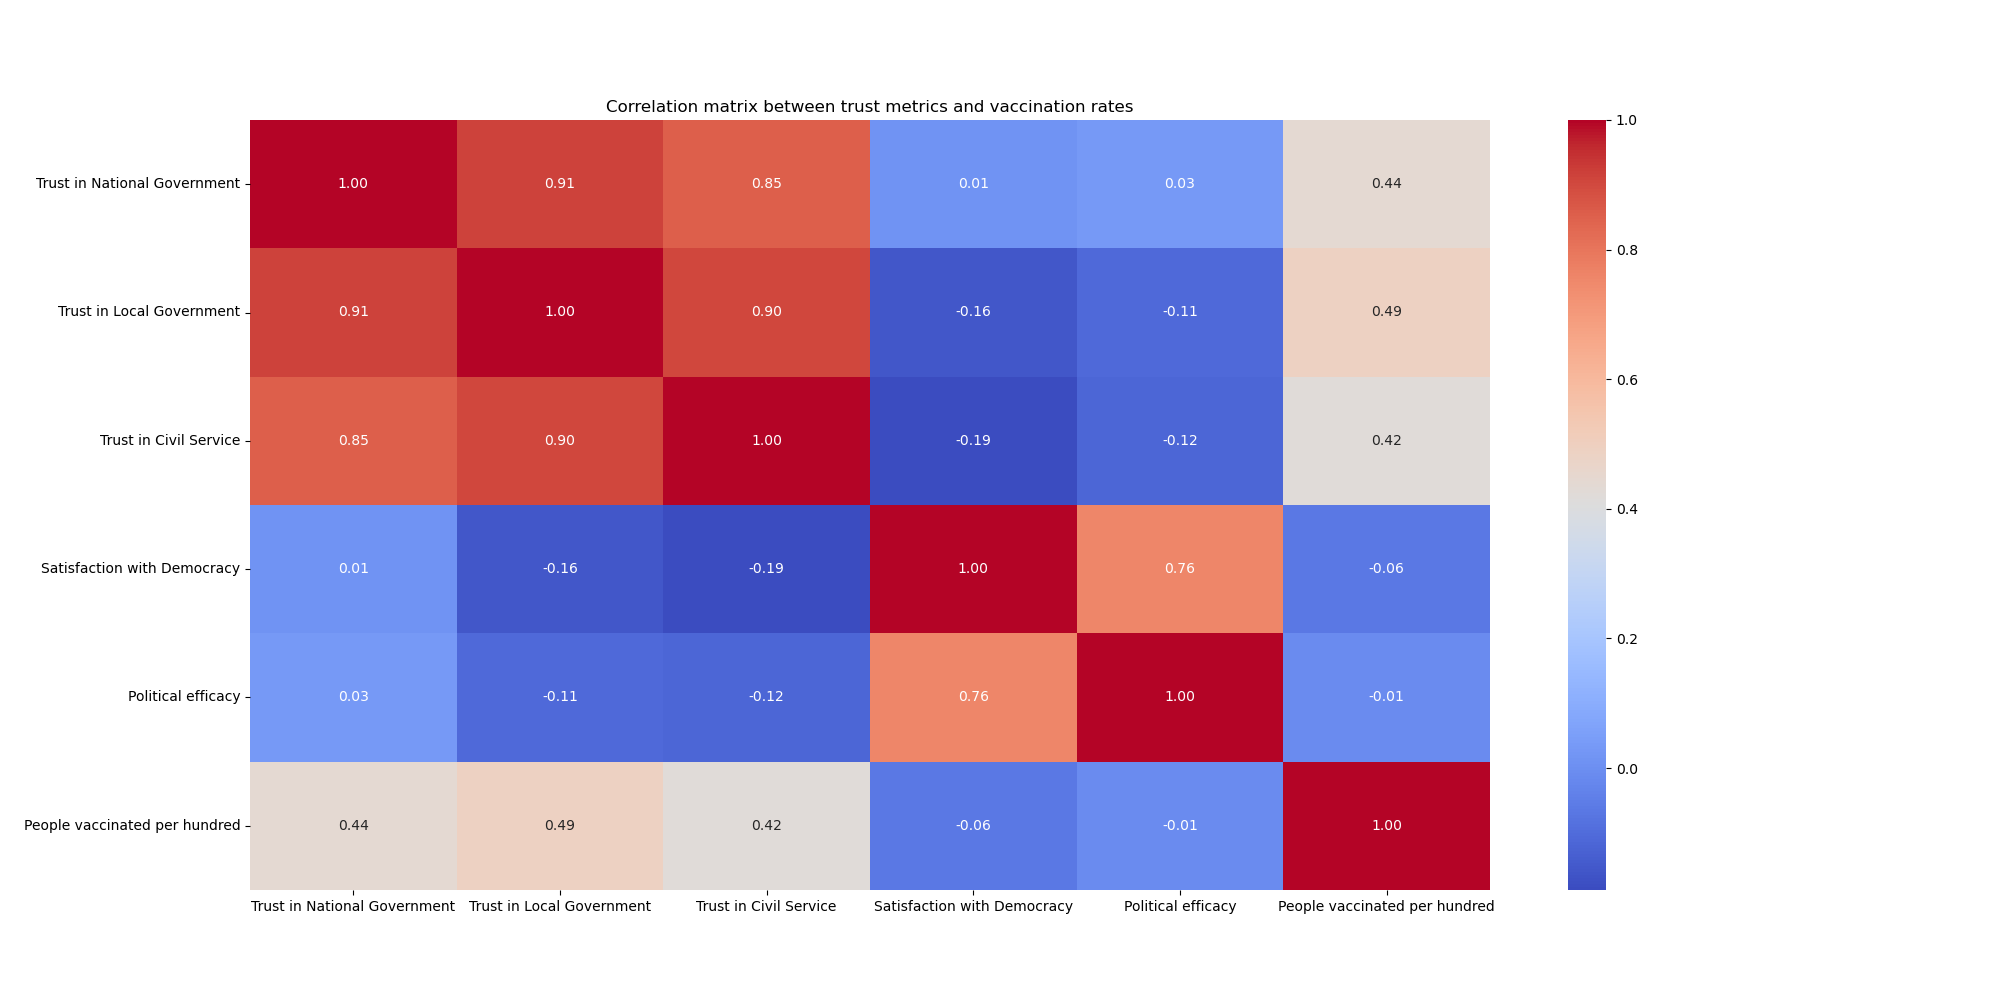 Correlation matrix between trust metrics and vaccination rates
Trust in National Government 1.00 0.91 0.85 0.01 0.03 0.44
Trust in Local Government 0.91 1.00 0.90 -0.16 -0.11 0.49
Trust in Civil Service 0.85 0.90 1.00 -0.19 -0.12 0.42
Satisfaction with Democracy 0.01 -0.16 -0.19 1.00 0.76 -0.06
Political efficacy 0.03 -0.11 -0.12 0.76 1.00 -0.01
People vaccinated per hundred 0.44 0.49 0.42 -0.06 -0.01 1.00
Trust in National Government Trust in Local Government Trust in Civil Service Satisfaction with Democracy Political efficacy People vaccinated per hundred
1.0
0.8
0.6
0.4
0.2
0.0